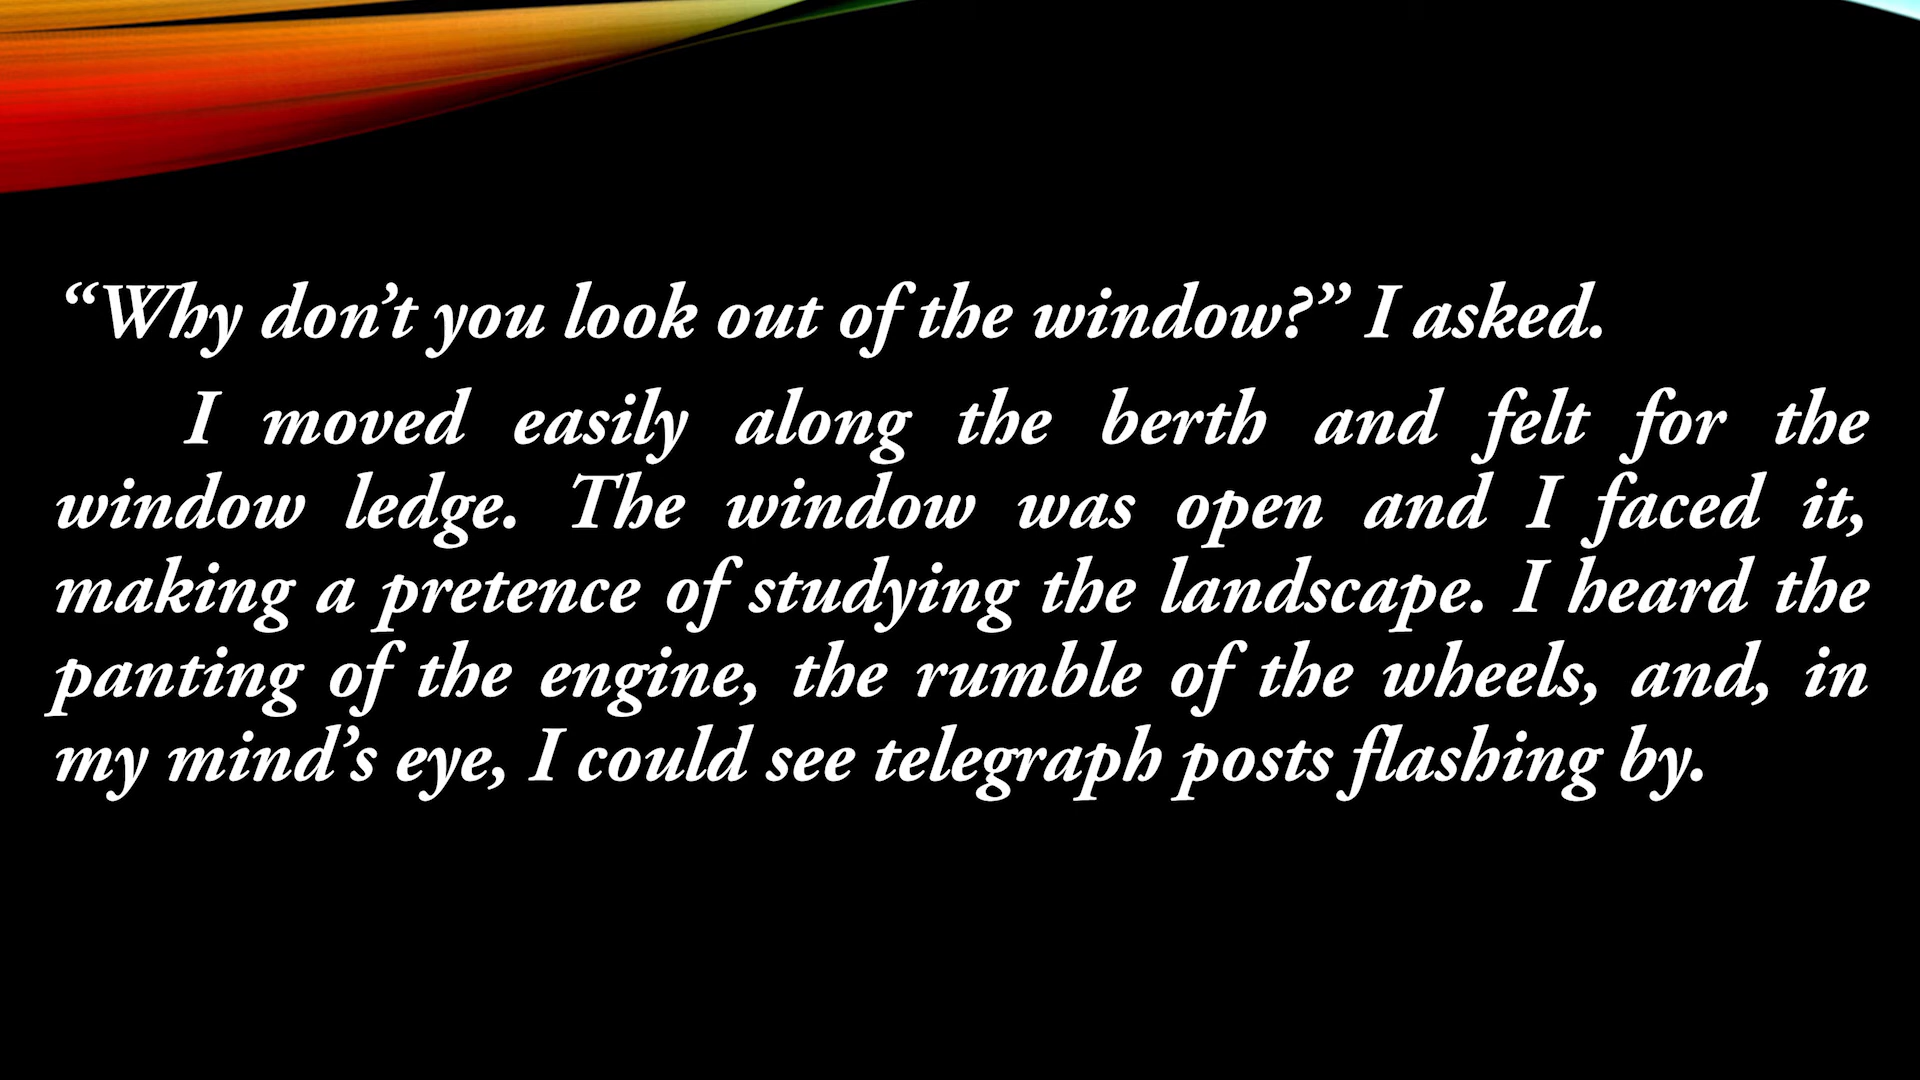 “Why don’t you look out of the window?” I asked.
I moved easily along the berth and felt for the
window ledge. The window was open and I faced it,
making a pretence of studying the landscape. I heard the
panting of the engine, the rumble of the wheels, and, in
my mind’s eye, I could see telegraph posts flashing by.